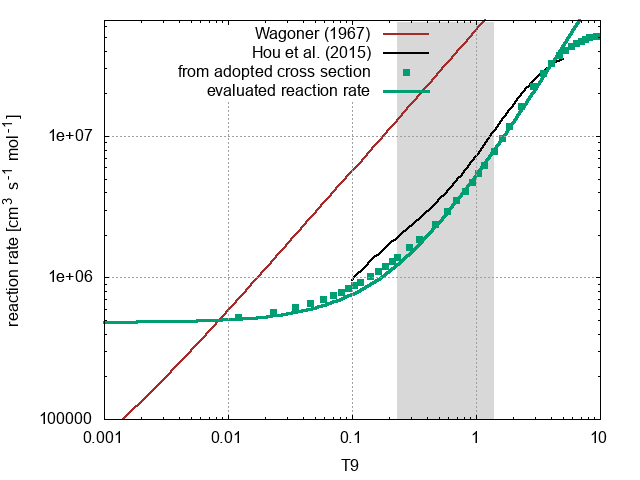 Wagoner (1967)
Hou et al. (2015)
from adopted cross section
evaluated reaction rate
reaction rate [cm³ s⁻¹ mol⁻¹]
1e+07
1e+06
100000
0.001 0.01 0.1 1 10
T9